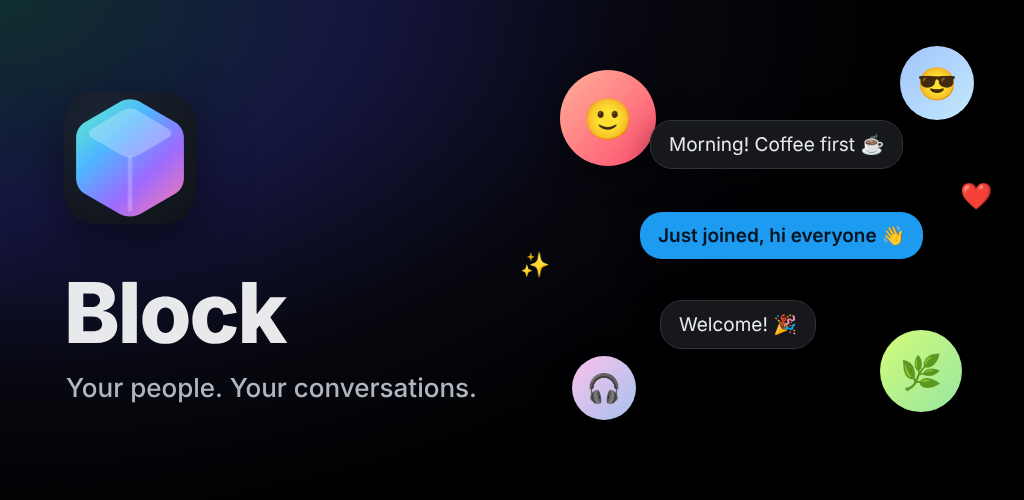 Block
Your people. Your conversations.
Morning! Coffee first ☕
Just joined, hi everyone 👋
Welcome! 🎉